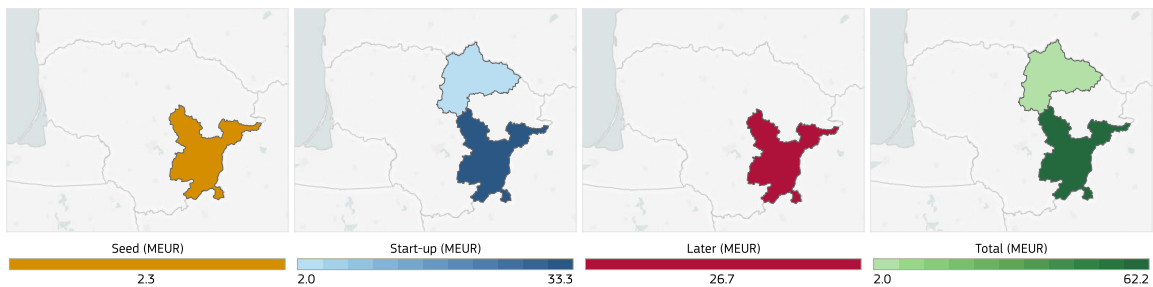 Seed (MEUR)
2.3
Start-up (MEUR)
2.0 33.3
Later (MEUR)
26.7
Total (MEUR)
2.0 62.2